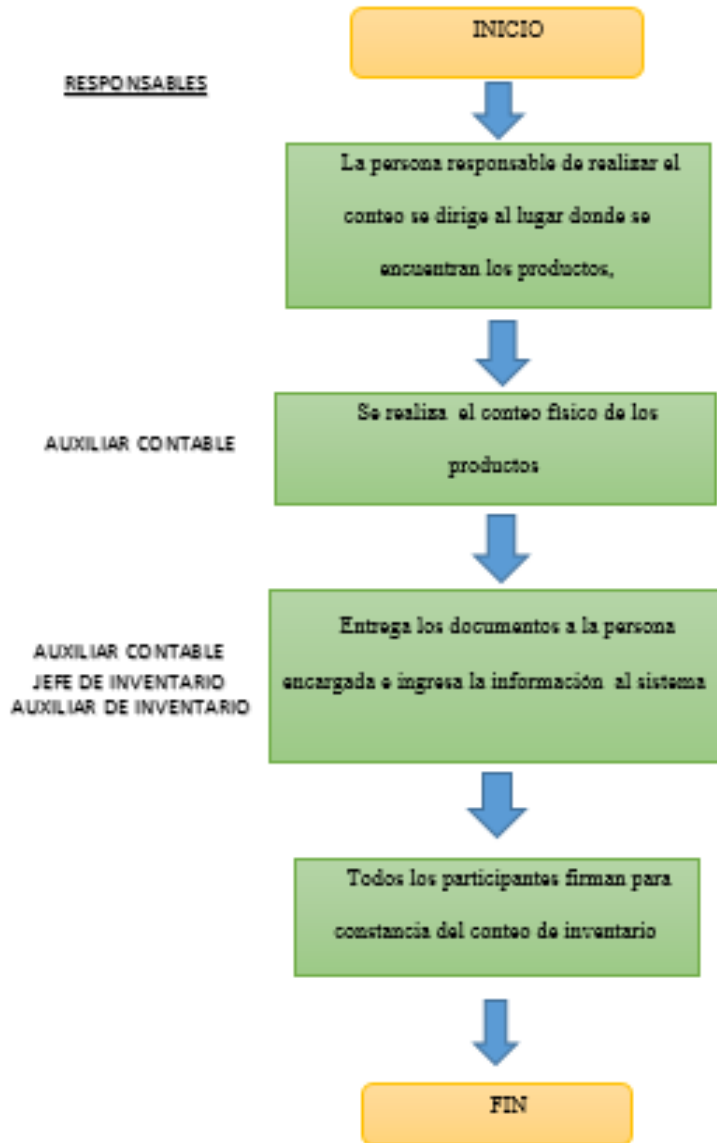 INICIO
RESPONSABLES
La persona responsable de realizar el
conteo se dirige al lugar donde se
encuentran los productos,
Se realiza el conteo físico de los
productos
AUXILIAR CONTABLE
Entrega los documentos a la persona
encargada e ingresa la información al sistema
AUXILIAR CONTABLE
JEFE DE INVENTARIO
AUXILIAR DE INVENTARIO
Todos los participantes firman para
constancia del conteo de inventario
FIN